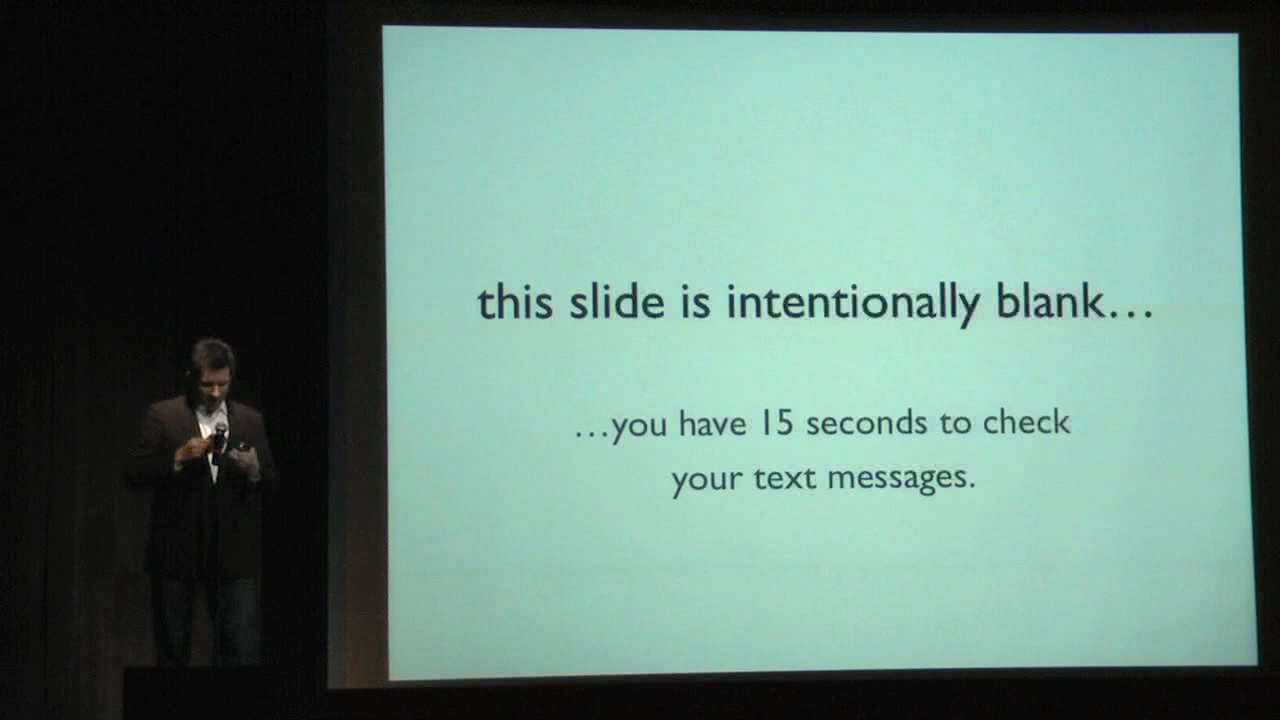 this slide is intentionally blank…
…you have 15 seconds to check
your text messages.